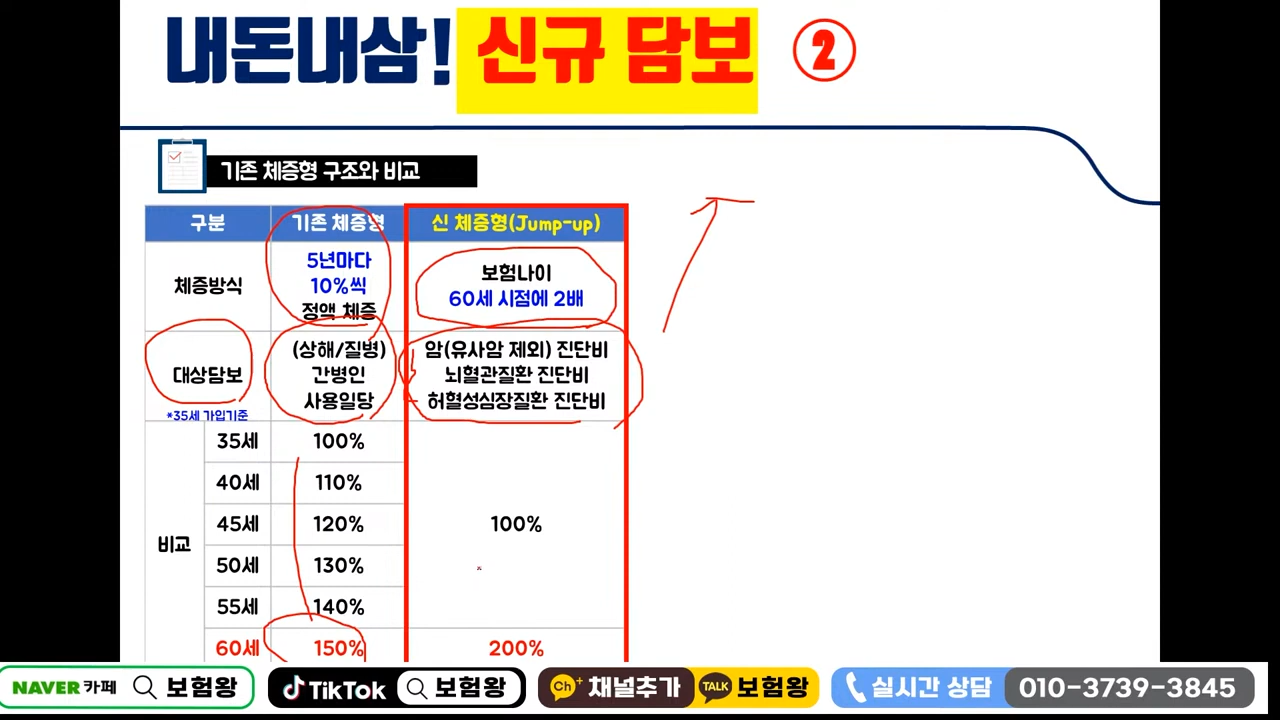 내돈내삼! 신규 담보 ②
기존 체증형 구조와 비교
구분 기존 체증형 신 체증형(Jump-up)
체증방식 5년마다 10%씩 정액 체증 보험나이 60세 시점에 2배
대상담보 (상해/질병) 간병인 사용일당 암(유사암 제외) 진단비 뇌혈관질환 진단비 허혈성심장질환 진단비
*35세 가입기준
비교
35세 100%
40세 110%
45세 120% 100%
50세 130%
55세 140%
60세 150% 200%
NAVER 카페 보험왕 TikTok 보험왕 Ch+ 채널추가 TALK 보험왕 실시간 상담 010-3739-3845